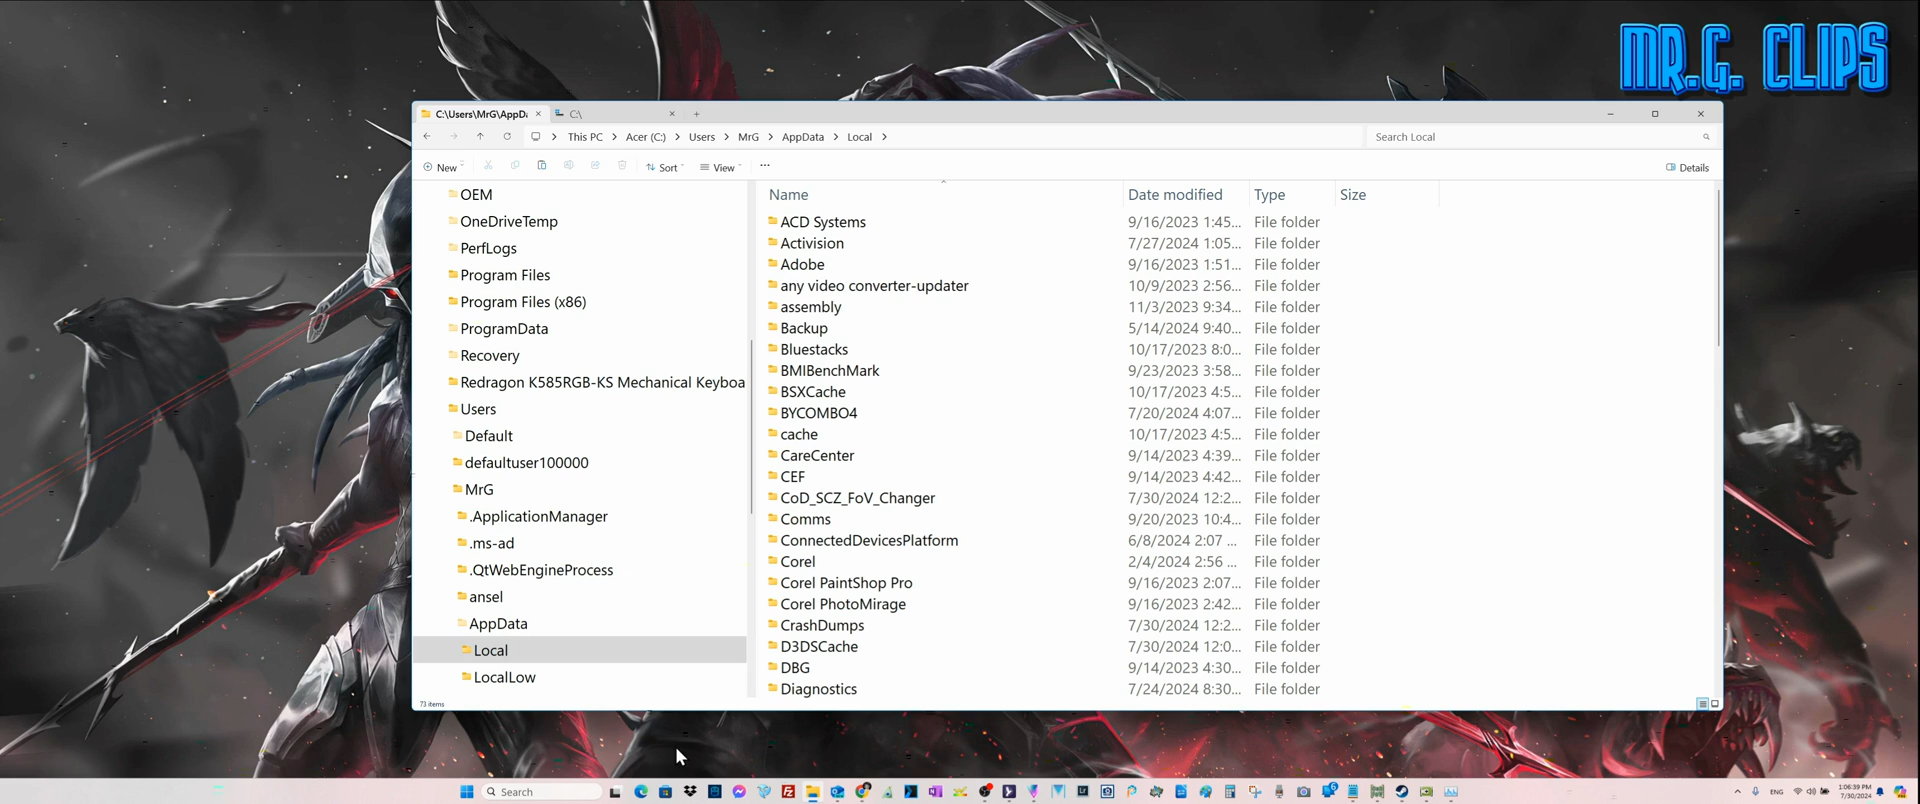 MR.G. CLIPS
C:\Users\MrG\AppDa
C:\
This PC > Acer (C:) > Users > MrG > AppData > Local >
Search Local
New
Sort
View
Details
OEM
OneDriveTemp
PerfLogs
Program Files
Program Files (x86)
ProgramData
Recovery
Redragon K585RGB-KS Mechanical Keyboa
Users
Default
defaultuser100000
MrG
.ApplicationManager
.ms-ad
.QtWebEngineProcess
ansel
AppData
Local
LocalLow
Name Date modified Type Size
ACD Systems 9/16/2023 1:45... File folder
Activision 7/27/2024 1:05... File folder
Adobe 9/16/2023 1:51... File folder
any video converter-updater 10/9/2023 2:56... File folder
assembly 11/3/2023 9:34... File folder
Backup 5/14/2024 9:40... File folder
Bluestacks 10/17/2023 8:0... File folder
BMIBenchMark 9/23/2023 3:58... File folder
BSXCache 10/17/2023 4:5... File folder
BYCOMBO4 7/20/2024 4:07... File folder
cache 10/17/2023 4:5... File folder
CareCenter 9/14/2023 4:39... File folder
CEF 9/14/2023 4:42... File folder
CoD_SCZ_FoV_Changer 7/30/2024 12:2... File folder
Comms 9/20/2023 10:4... File folder
ConnectedDevicesPlatform 6/8/2024 2:07 ... File folder
Corel 2/4/2024 2:56 ... File folder
Corel PaintShop Pro 9/16/2023 2:07... File folder
Corel PhotoMirage 9/16/2023 2:42... File folder
CrashDumps 7/30/2024 12:2... File folder
D3DSCache 7/30/2024 12:0... File folder
DBG 9/14/2023 4:30... File folder
Diagnostics 7/24/2024 8:30... File folder
73 items
Search
ENG
1:06:39 PM
7/30/2024